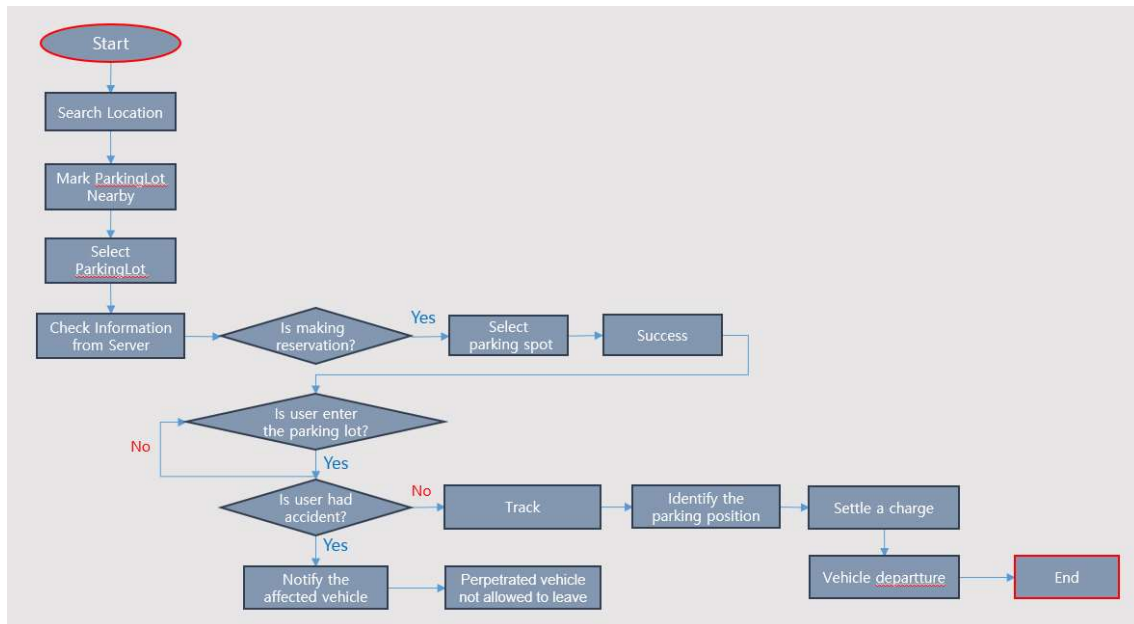 Start
Search Location
Mark ParkingLot
Nearby
Select
ParkingLot
Check Information
from Server
Is making
reservation?
Yes
Select
parking spot
Success
Is user enter
the parking lot?
No
Yes
Is user had
accident?
No
Track
Identify the
parking position
Settle a charge
Yes
Notify the
affected vehicle
Perpetrated vehicle
not allowed to leave
Vehicle departture
End